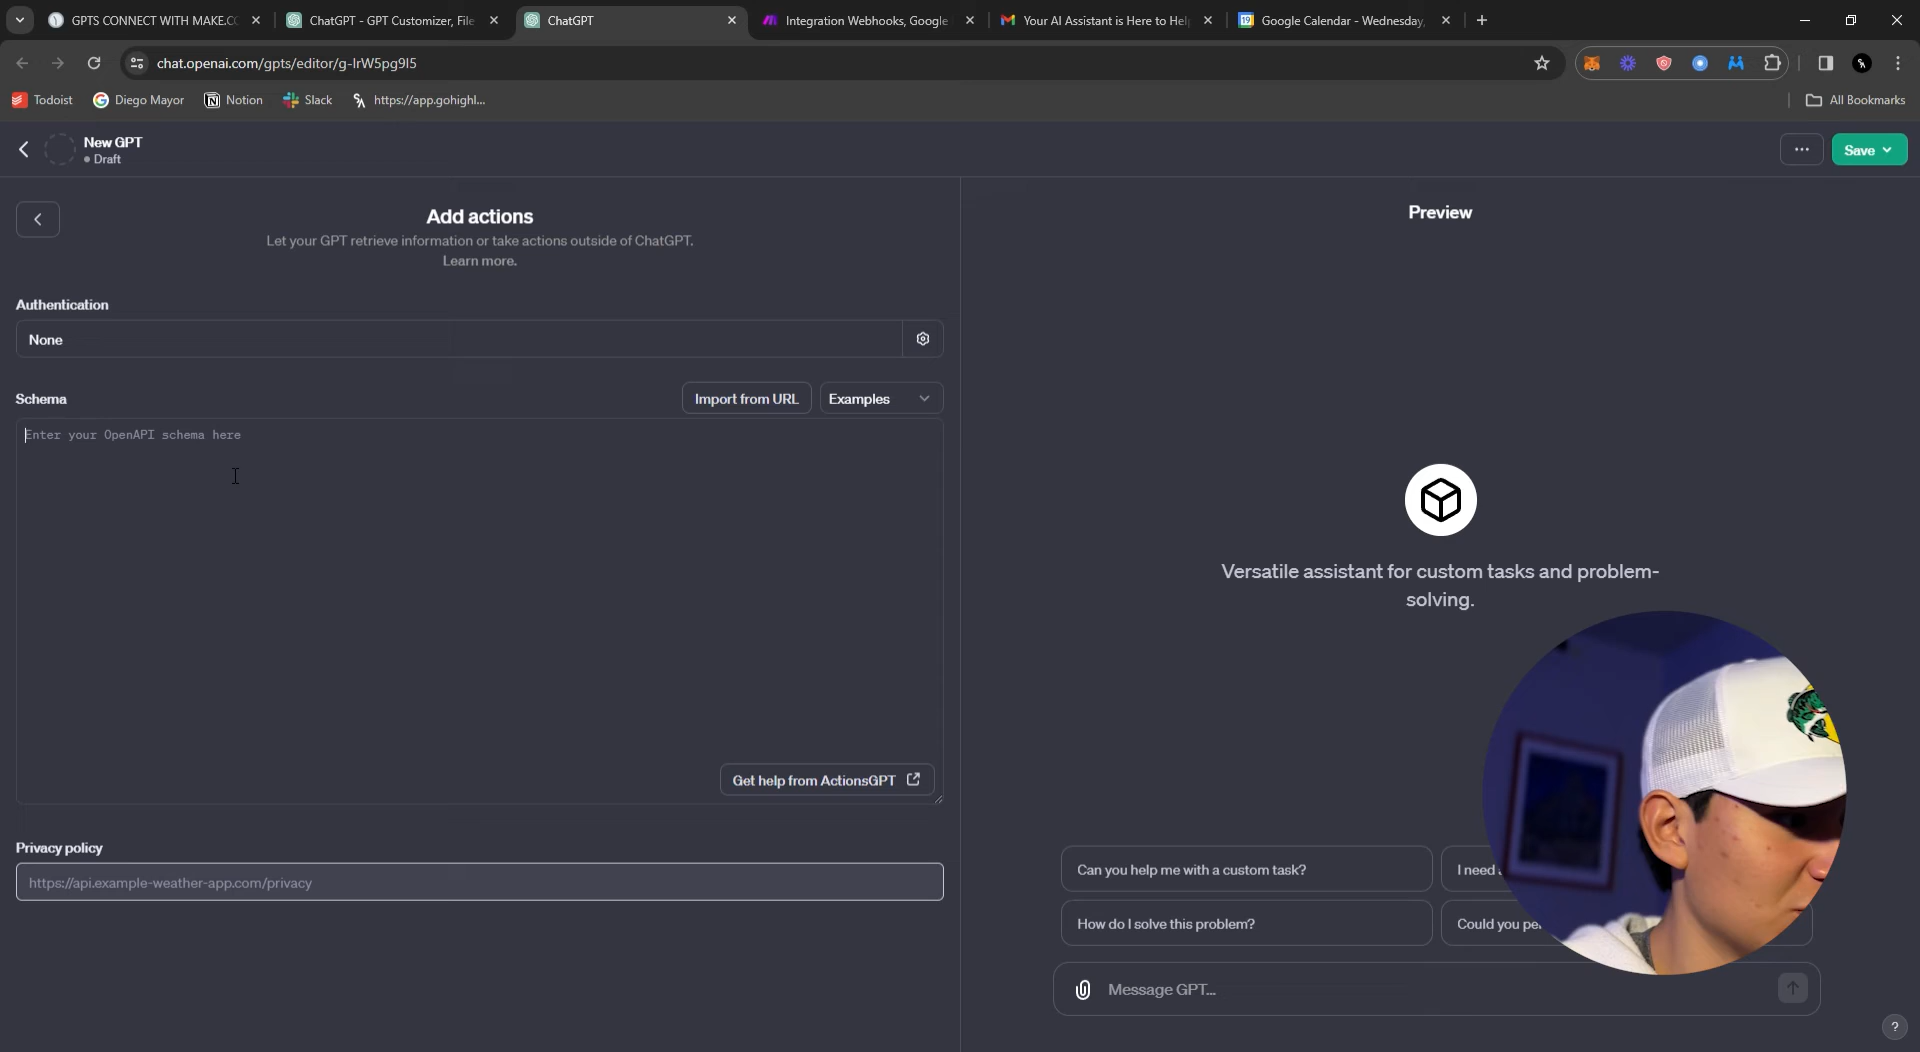 GPTS CONNECT WITH MAKE.CO
ChatGPT - GPT Customizer, File
ChatGPT
Integration Webhooks, Google
Your AI Assistant is Here to Hel
Google Calendar - Wednesday,
chat.openai.com/gpts/editor/g-IrW5pg9I5
Todoist
Diego Mayor
Notion
Slack
https://app.gohighl...
All Bookmarks
New GPT
Draft
Save
Add actions
Let your GPT retrieve information or take actions outside of ChatGPT.
Learn more.
Authentication
None
Schema
Import from URL
Examples
Enter your OpenAPI schema here
Get help from ActionsGPT
Privacy policy
https://api.example-weather-app.com/privacy
Preview
Versatile assistant for custom tasks and problem-
solving.
Can you help me with a custom task?
I need
How do I solve this problem?
Could you pe
Message GPT...
?